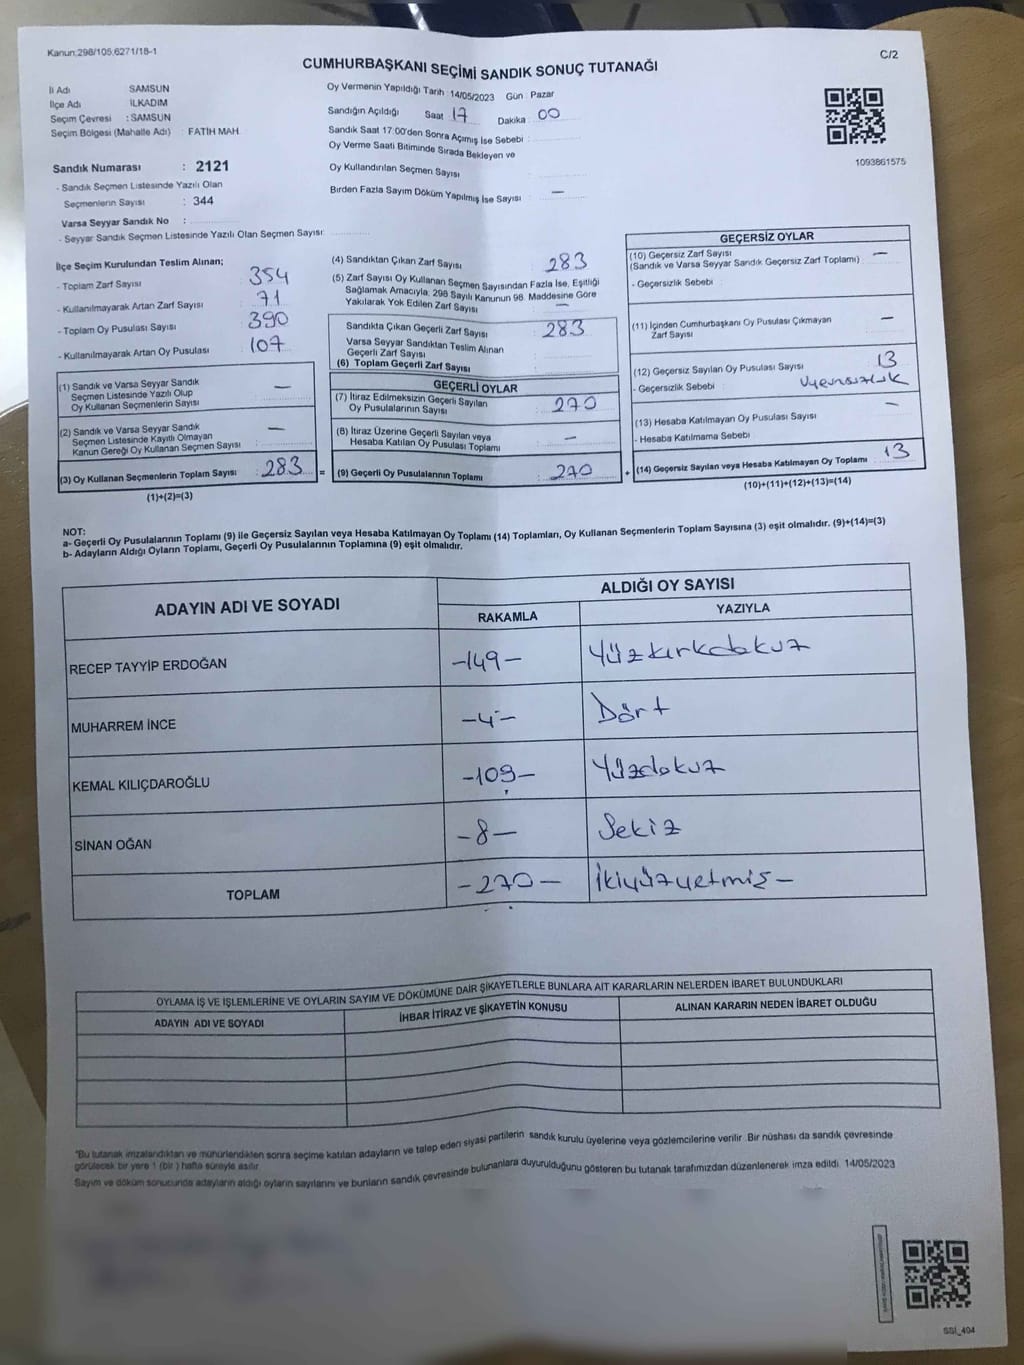 Kanun:298/105,6271/18-1
C/2
CUMHURBAŞKANI SEÇİMİ SANDIK SONUÇ TUTANAĞI
İl Adı SAMSUN
İlçe Adı İLKADIM
Seçim Çevresi : SAMSUN
Seçim Bölgesi (Mahalle Adı) : FATİH MAH.
Oy Vermenin Yapıldığı Tarih : 14/05/2023 Gün : Pazar
Sandığın Açıldığı Saat 17 Dakika 00
Sandık Saat 17:00'den Sonra Açımış İse Sebebi :
Oy Verme Saati Bitiminde Sırada Bekleyen ve
Oy Kullandırılan Seçmen Sayısı
Birden Fazla Sayım Döküm Yapılmış İse Sayısı : —
1093861575
Sandık Numarası : 2121
- Sandık Seçmen Listesinde Yazılı Olan
Seçmenlerin Sayısı : 344
Varsa Seyyar Sandık No :
- Seyyar Sandık Seçmen Listesinde Yazılı Olan Seçmen Sayısı:
İlçe Seçim Kurulundan Teslim Alınan;
- Toplam Zarf Sayısı : 354
- Kullanılmayarak Artan Zarf Sayısı : 71
- Toplam Oy Pusulası Sayısı : 390
- Kullanılmayarak Artan Oy Pusulası : 107
(1) Sandık ve Varsa Seyyar Sandık
Seçmen Listesinde Yazılı Olup
Oy Kullanan Seçmenlerin Sayısı : —
(2) Sandık ve Varsa Seyyar Sandık
Seçmen Listesinde Kayıtlı Olmayan
Kanun Gereği Oy Kullanan Seçmen Sayısı : —
(3) Oy Kullanan Seçmenlerin Toplam Sayısı : 283 =
(1)+(2)=(3)
(4) Sandıktan Çıkan Zarf Sayısı : 283
(5) Zarf Sayısı Oy Kullanan Seçmen Sayısından Fazla İse, Eşitliği
Sağlamak Amacıyla; 298 Sayılı Kanunun 98. Maddesine Göre
Yakılarak Yok Edilen Zarf Sayısı : —
Sandıkta Çıkan Geçerli Zarf Sayısı : 283
Varsa Seyyar Sandıktan Teslim Alınan
Geçerli Zarf Sayısı
(6) Toplam Geçerli Zarf Sayısı
GEÇERLİ OYLAR
(7) İtiraz Edilmeksizin Geçerli Sayılan
Oy Pusulalarının Sayısı : 270
(8) İtiraz Üzerine Geçerli Sayılan veya
Hesaba Katılan Oy Pusulası Toplamı : —
(9) Geçerli Oy Pusulalarının Toplamı : 270 +
GEÇERSİZ OYLAR
(10) Geçersiz Zarf Sayısı : —
(Sandık ve Varsa Seyyar Sandık Geçersiz Zarf Toplamı)
- Geçersizlik Sebebi :
(11) İçinden Cumhurbaşkanı Oy Pusulası Çıkmayan
Zarf Sayısı : —
(12) Geçersiz Sayılan Oy Pusulası Sayısı : 13
- Geçersizlik Sebebi : Uyumsuzluk
(13) Hesaba Katılmayan Oy Pusulası Sayısı : —
- Hesaba Katılmama Sebebi
(14) Geçersiz Sayılan veya Hesaba Katılmayan Oy Toplamı : 13
(10)+(11)+(12)+(13)=(14)
NOT:
a- Geçerli Oy Pusulalarının Toplamı (9) ile Geçersiz Sayılan veya Hesaba Katılmayan Oy Toplamı (14) Toplamları, Oy Kullanan Seçmenlerin Toplam Sayısına (3) eşit olmalıdır. (9)+(14)=(3)
b- Adayların Aldığı Oyların Toplamı, Geçerli Oy Pusulalarının Toplamına (9) eşit olmalıdır.
ADAYIN ADI VE SOYADI
ALDIĞI OY SAYISI
RAKAMLA YAZIYLA
RECEP TAYYİP ERDOĞAN -149- Yüzkırkdokuz
MUHARREM İNCE -4- Dört
KEMAL KILIÇDAROĞLU -109- Yüzdokuz
SİNAN OĞAN -8- Sekiz
TOPLAM -270- İkiyüzyetmiş-
OYLAMA İŞ VE İŞLEMLERİNE VE OYLARIN SAYIM VE DÖKÜMÜNE DAİR ŞİKAYETLERLE BUNLARA AİT KARARLARIN NELERDEN İBARET BULUNDUKLARI
ADAYIN ADI VE SOYADI İHBAR İTİRAZ VE ŞİKAYETİN KONUSU ALINAN KARARIN NEDEN İBARET OLDUĞU
"Bu tutanak imzalandıktan ve mühürlendikten sonra seçime katılan adayların ve talep eden siyasi partilerin sandık kurulu üyelerine veya gözlemcilerine verilir. Bir nüshası da sandık çevresinde
görülecek bir yere 1 (bir ) hafta süreyle asılır.
Sayım ve döküm sonucunda adayların aldığı oyların sayılarını ve bunların sandık çevresinde bulunanlara duyurulduğunu gösteren bu tutanak tarafımızdan düzenlenerek imza edildi. 14/05/2023
SSİ_404